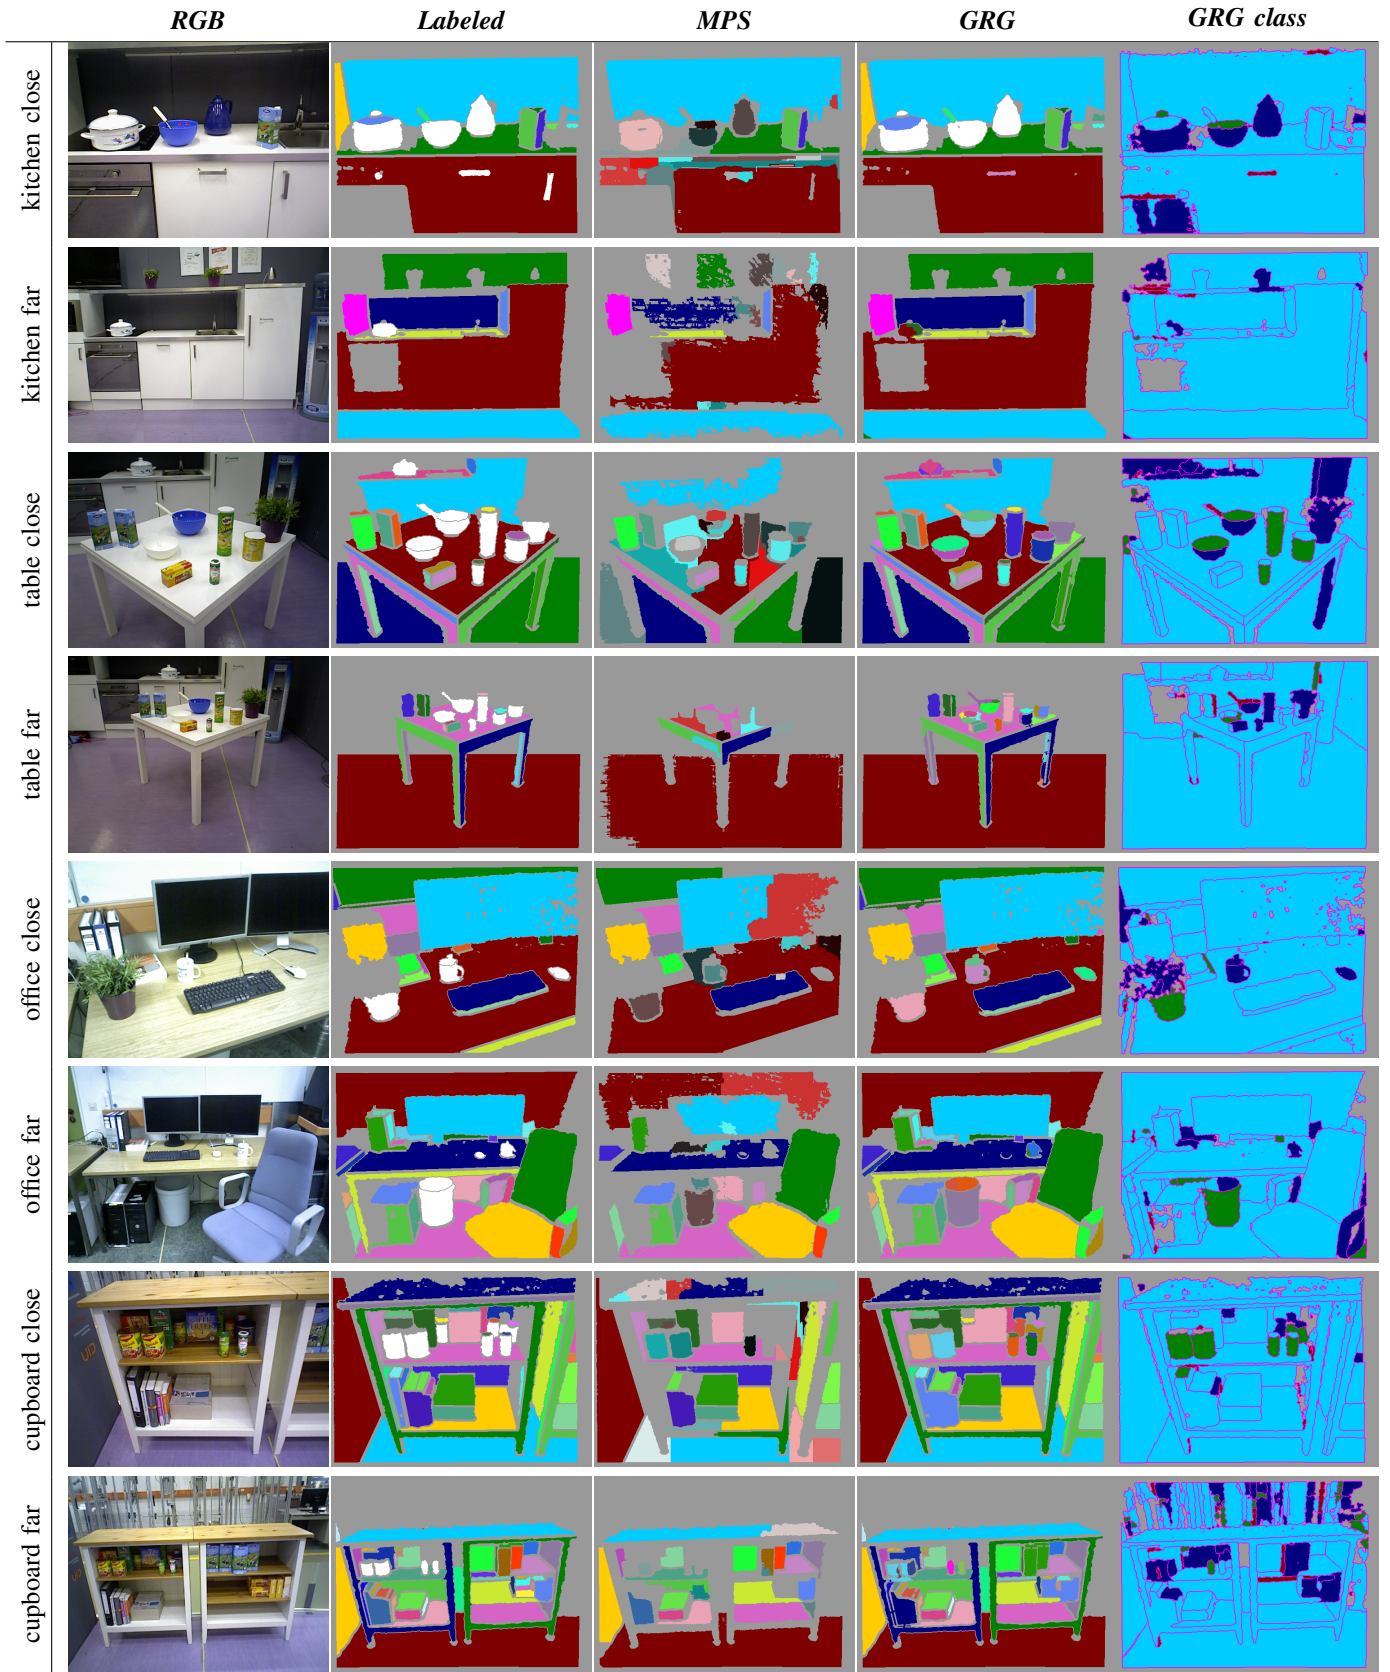 RGB Labeled MPS GRG GRG class
kitchen close
kitchen far
table close
table far
office close
office far
cupboard close
cupboard far